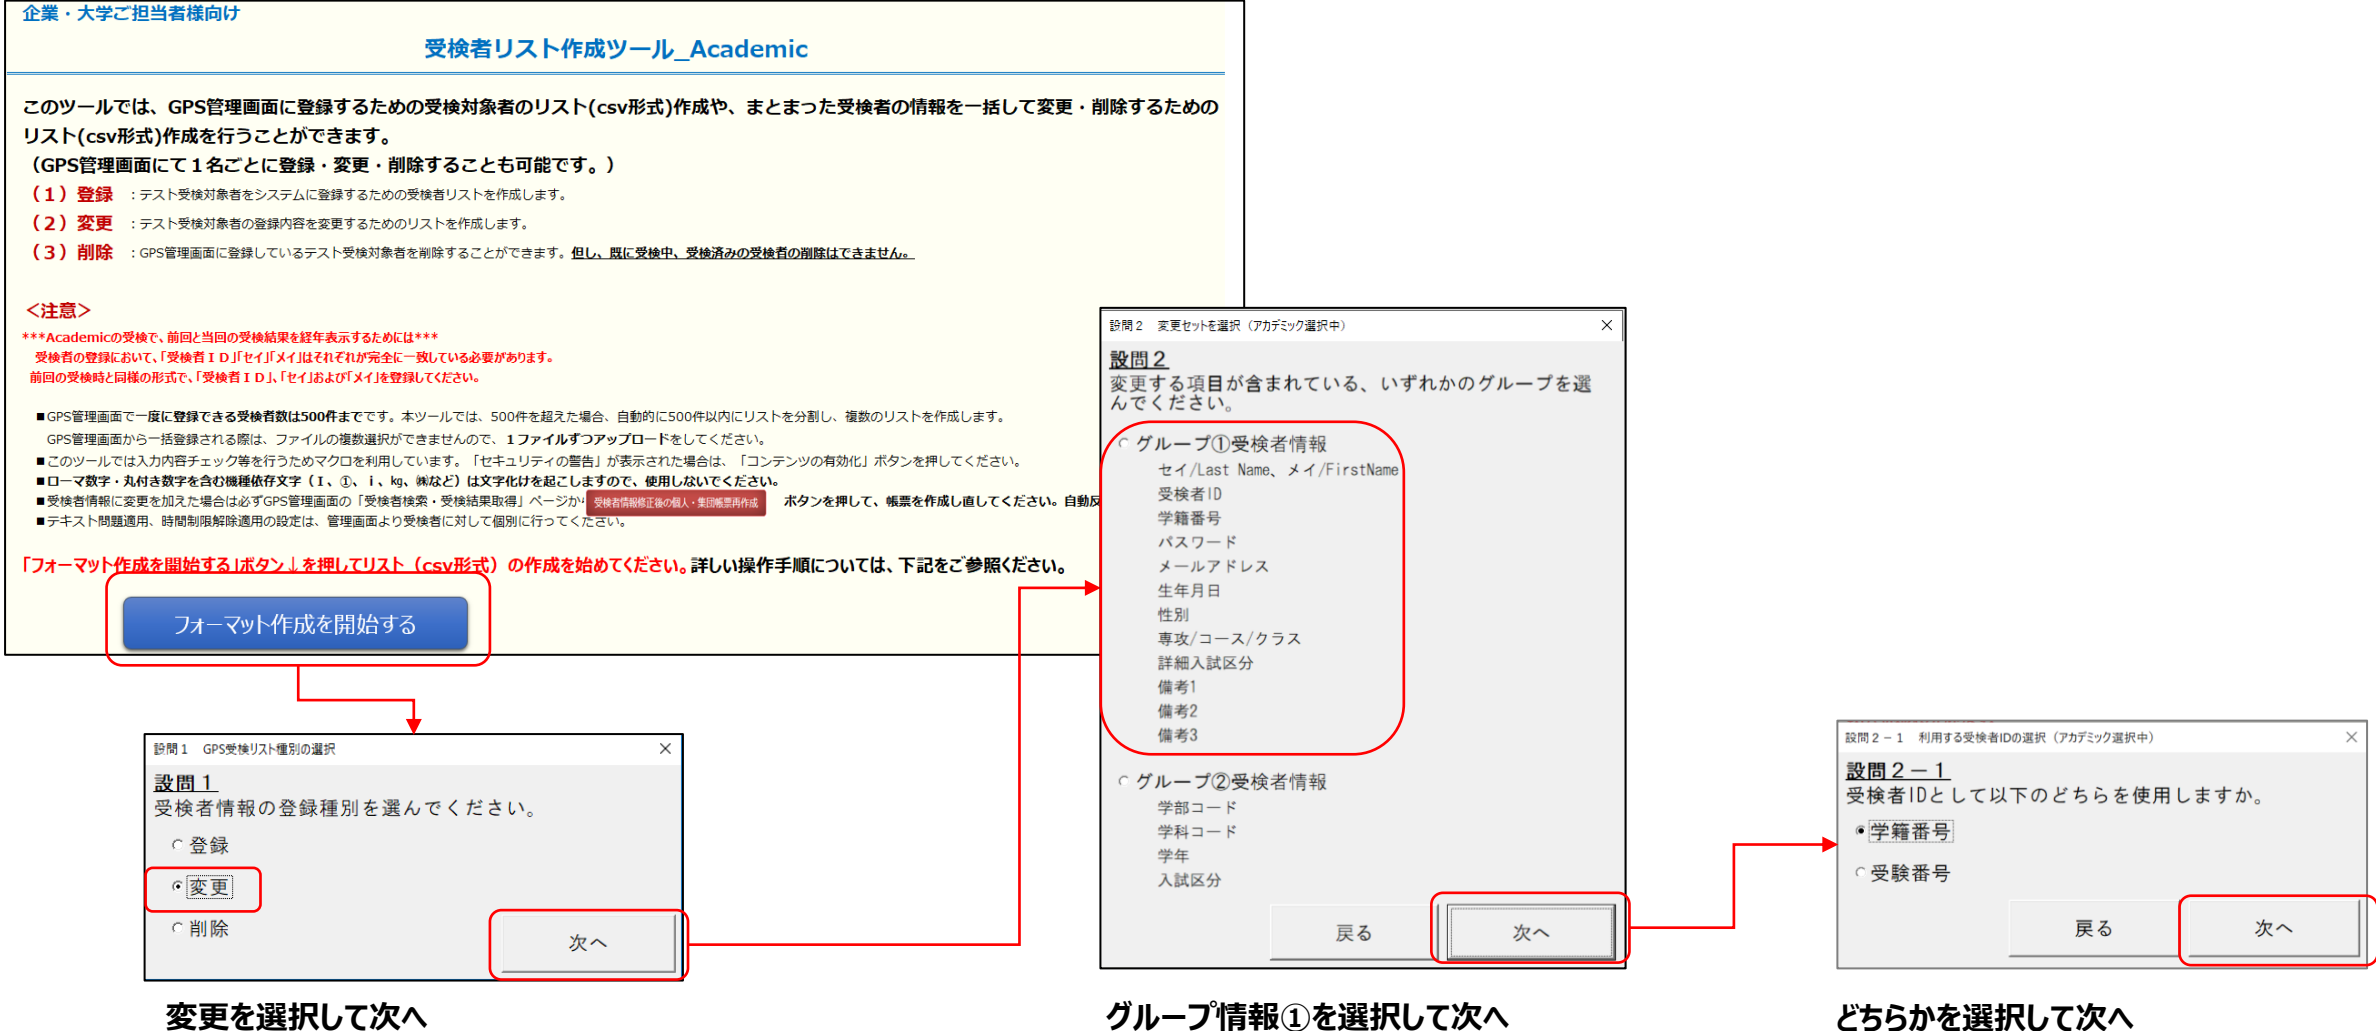 企業・大学ご担当者様向け
受検者リスト作成ツール_Academic
このツールでは、GPS管理画面に登録するための受検対象者のリスト(csv形式)作成や、まとまった受検者の情報を一括して変更・削除するための
リスト(csv形式)作成を行うことができます。
（GPS管理画面にて１名ごとに登録・変更・削除することも可能です。）
（１）登録 ：テスト受検対象者をシステムに登録するための受検者リストを作成します。
（２）変更 ：テスト受検対象者の登録内容を変更するためのリストを作成します。
（３）削除 ：GPS管理画面に登録しているテスト受検対象者を削除することができます。但し、既に受検中、受検済みの受検者の削除はできません。
＜注意＞
***Academicの受検で、前回と当回の受検結果を経年表示するためには***
受検者の登録において、「受検者ＩＤ」「セイ」「メイ」はそれぞれが完全に一致している必要があります。
前回の受検時と同様の形式で、「受検者ＩＤ」、「セイ」および「メイ」を登録してください。
■GPS管理画面で一度に登録できる受検者数は500件までです。本ツールでは、500件を超えた場合、自動的に500件以内にリストを分割し、複数のリストを作成します。
GPS管理画面から一括登録される際は、ファイルの複数選択ができませんので、１ファイルずつアップロードをしてください。
■このツールでは入力内容チェック等を行うためマクロを利用しています。「セキュリティの警告」が表示された場合は、「コンテンツの有効化」ボタンを押してください。
■ローマ数字・丸付き数字を含む機種依存文字（Ⅰ、①、ⅰ、㎏、㈱など）は文字化けを起こしますので、使用しないでください。
■受検者情報に変更を加えた場合は必ずGPS管理画面の「受検者検索・受検結果取得」ページから 受検者情報修正後の個人・集団帳票再作成 ボタンを押して、帳票を作成し直してください。自動反
■テキスト問題適用、時間制限解除適用の設定は、管理画面より受検者に対して個別に行ってください。
「フォーマット作成を開始する」ボタン↓を押してリスト（csv形式）の作成を始めてください。詳しい操作手順については、下記をご参照ください。
フォーマット作成を開始する
設問１ GPS受検リスト種別の選択
設問１
受検者情報の登録種別を選んでください。
登録
変更
削除
次へ
変更を選択して次へ
設問２ 変更セットを選択（アカデミック選択中）
設問２
変更する項目が含まれている、いずれかのグループを選
んでください。
グループ①受検者情報
セイ/Last Name、メイ/FirstName
受検者ID
学籍番号
パスワード
メールアドレス
生年月日
性別
専攻/コース/クラス
詳細入試区分
備考1
備考2
備考3
グループ②受検者情報
学部コード
学科コード
学年
入試区分
戻る
次へ
グループ情報①を選択して次へ
設問２－１ 利用する受検者IDの選択（アカデミック選択中）
設問２－１
受検者IDとして以下のどちらを使用しますか。
学籍番号
受験番号
戻る
次へ
どちらかを選択して次へ